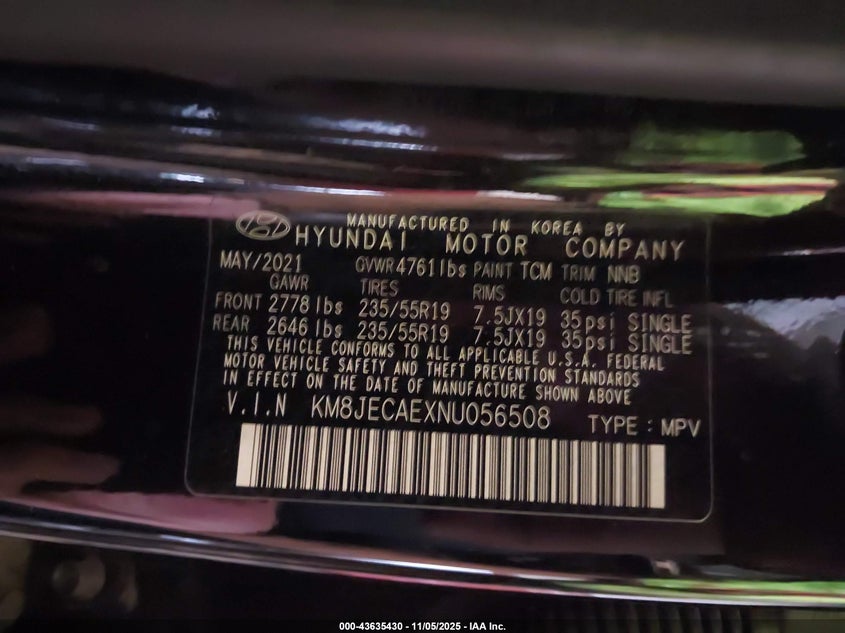 MANUFACTURED IN KOREA BY
HYUNDAI MOTOR COMPANY
MAY/2021 GVWR 4761lbs PAINT TCM TRIM NNB
GAWR TIRES RIMS COLD TIRE INFL
FRONT 2778 lbs 235/55R19 7.5JX19 35psi SINGLE
REAR 2646 lbs 235/55R19 7.5JX19 35psi SINGLE
THIS VEHICLE CONFORMS TO ALL APPLICABLE U.S.A. FEDERAL
MOTOR VEHICLE SAFETY AND THEFT PREVENTION STANDARDS
IN EFFECT ON THE DATE OF MANUFACTURE SHOWN ABOVE
V.I.N KM8JECAEXNU056508 TYPE : MPV
000-43635430 - 11/05/2025 - IAA Inc.